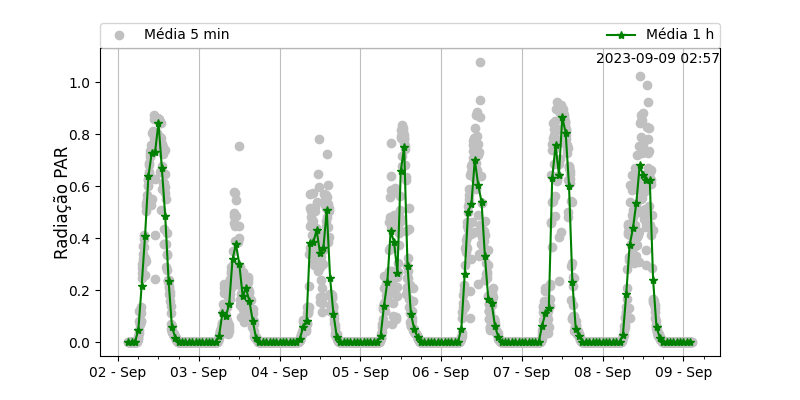 Média 5 min
Média 1 h
2023-09-09 02:57
Radiação PAR
1.0
0.8
0.6
0.4
0.2
0.0
02 - Sep
03 - Sep
04 - Sep
05 - Sep
06 - Sep
07 - Sep
08 - Sep
09 - Sep